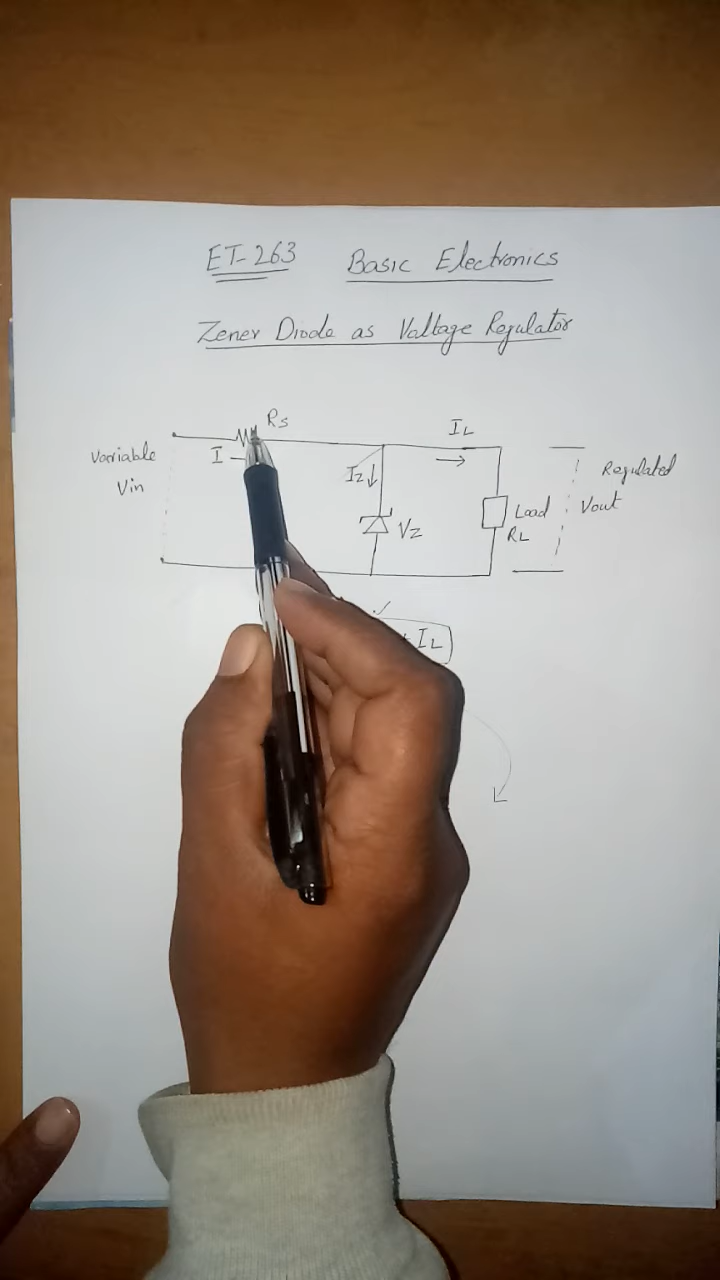 ET-263 Basic Electronics
Zener Diode as Voltage Regulator
Rs
IL
I
Variable
Vin
Iz
Vz
Load
RL
Regulated
Vout
IL